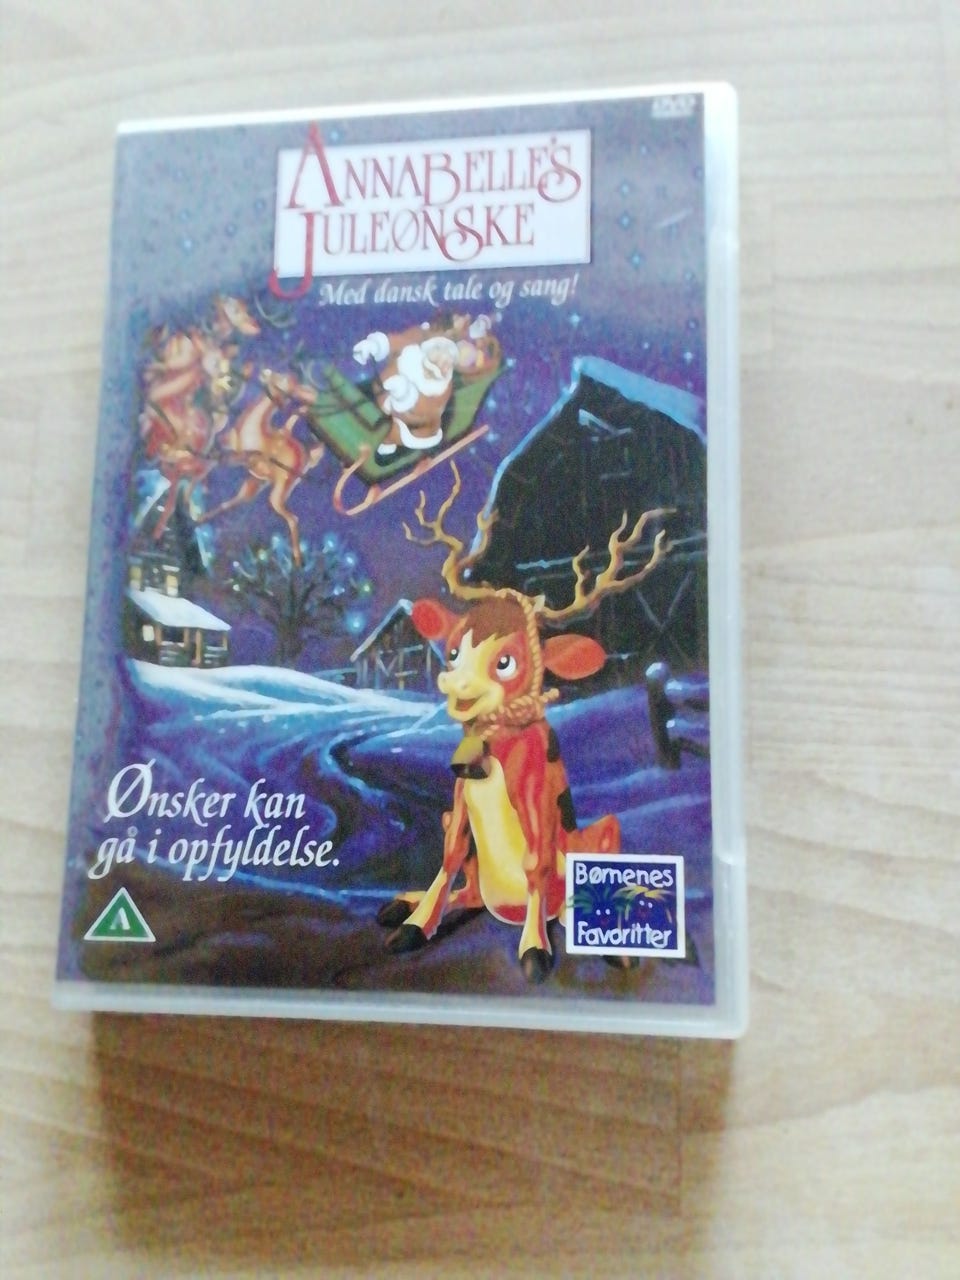 DVD
ANNABELLE'S
JULEØNSKE
Med dansk tale og sang!
Ønsker kan
gå i opfyldelse.
A
Børnenes
Favoritter